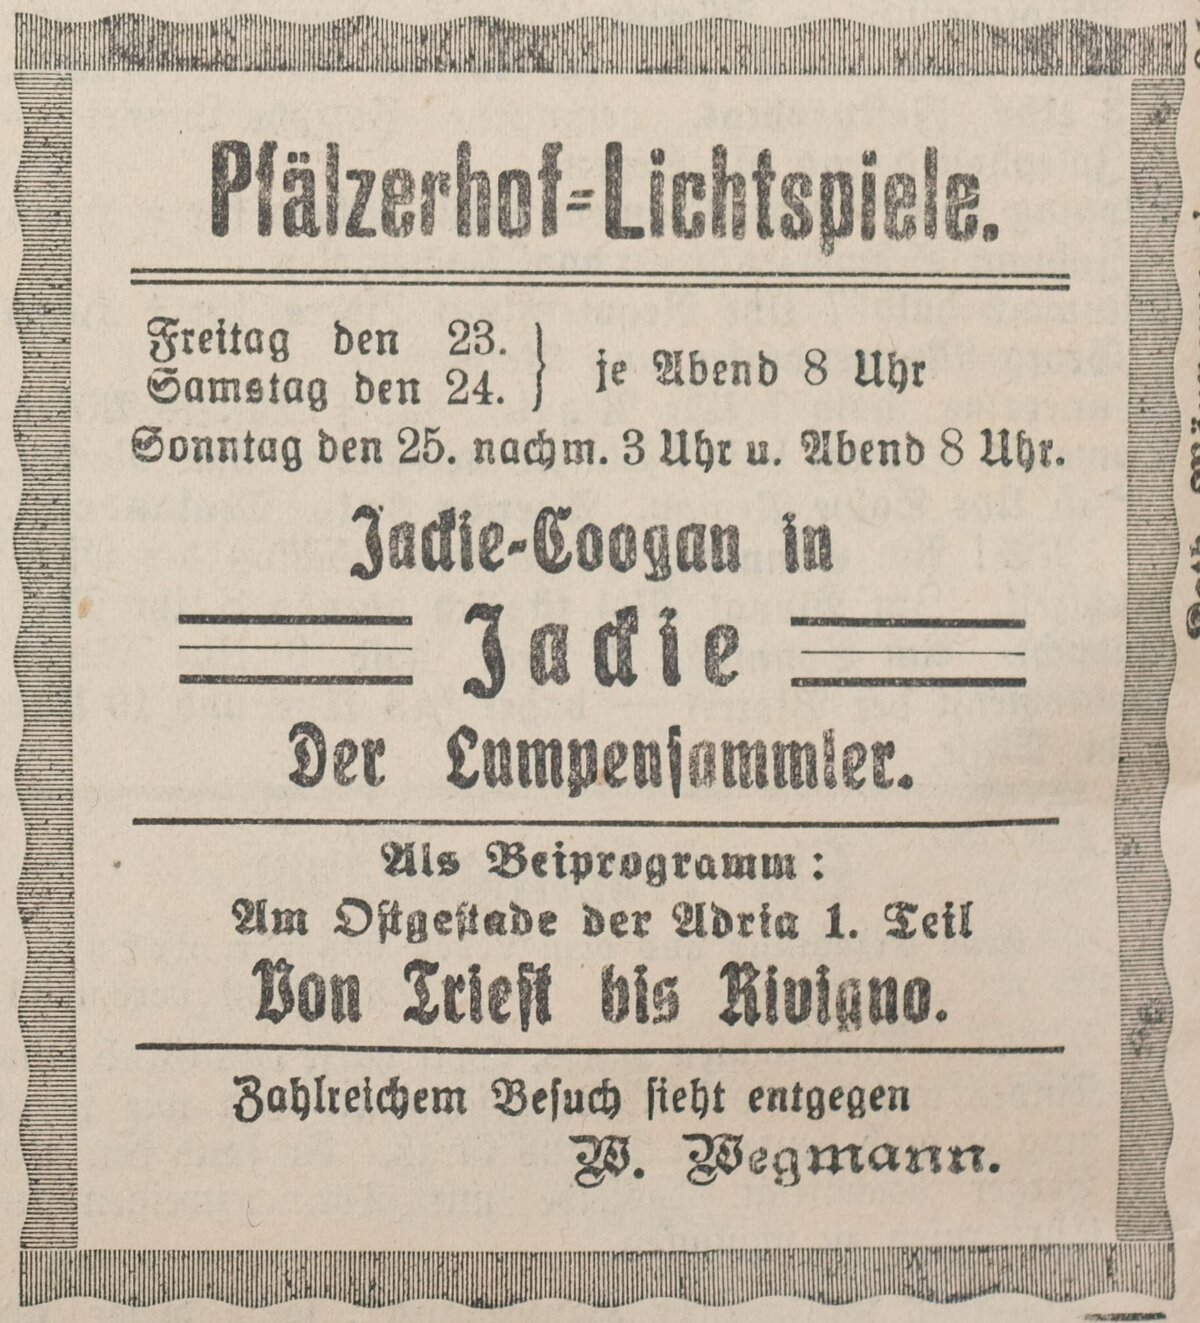 Pfälzerhof=Lichtspiele.
Freitag den 23.
Samstag den 24.
} je Abend 8 Uhr
Sonntag den 25. nachm. 3 Uhr u. Abend 8 Uhr.
Jackie-Coogan in
Jackie
Der Lumpensammler.
Als Beiprogramm:
Am Ostgestade der Adria 1. Teil
Von Triest bis Rivigno.
Zahlreichem Besuch sieht entgegen
W. Wegmann.